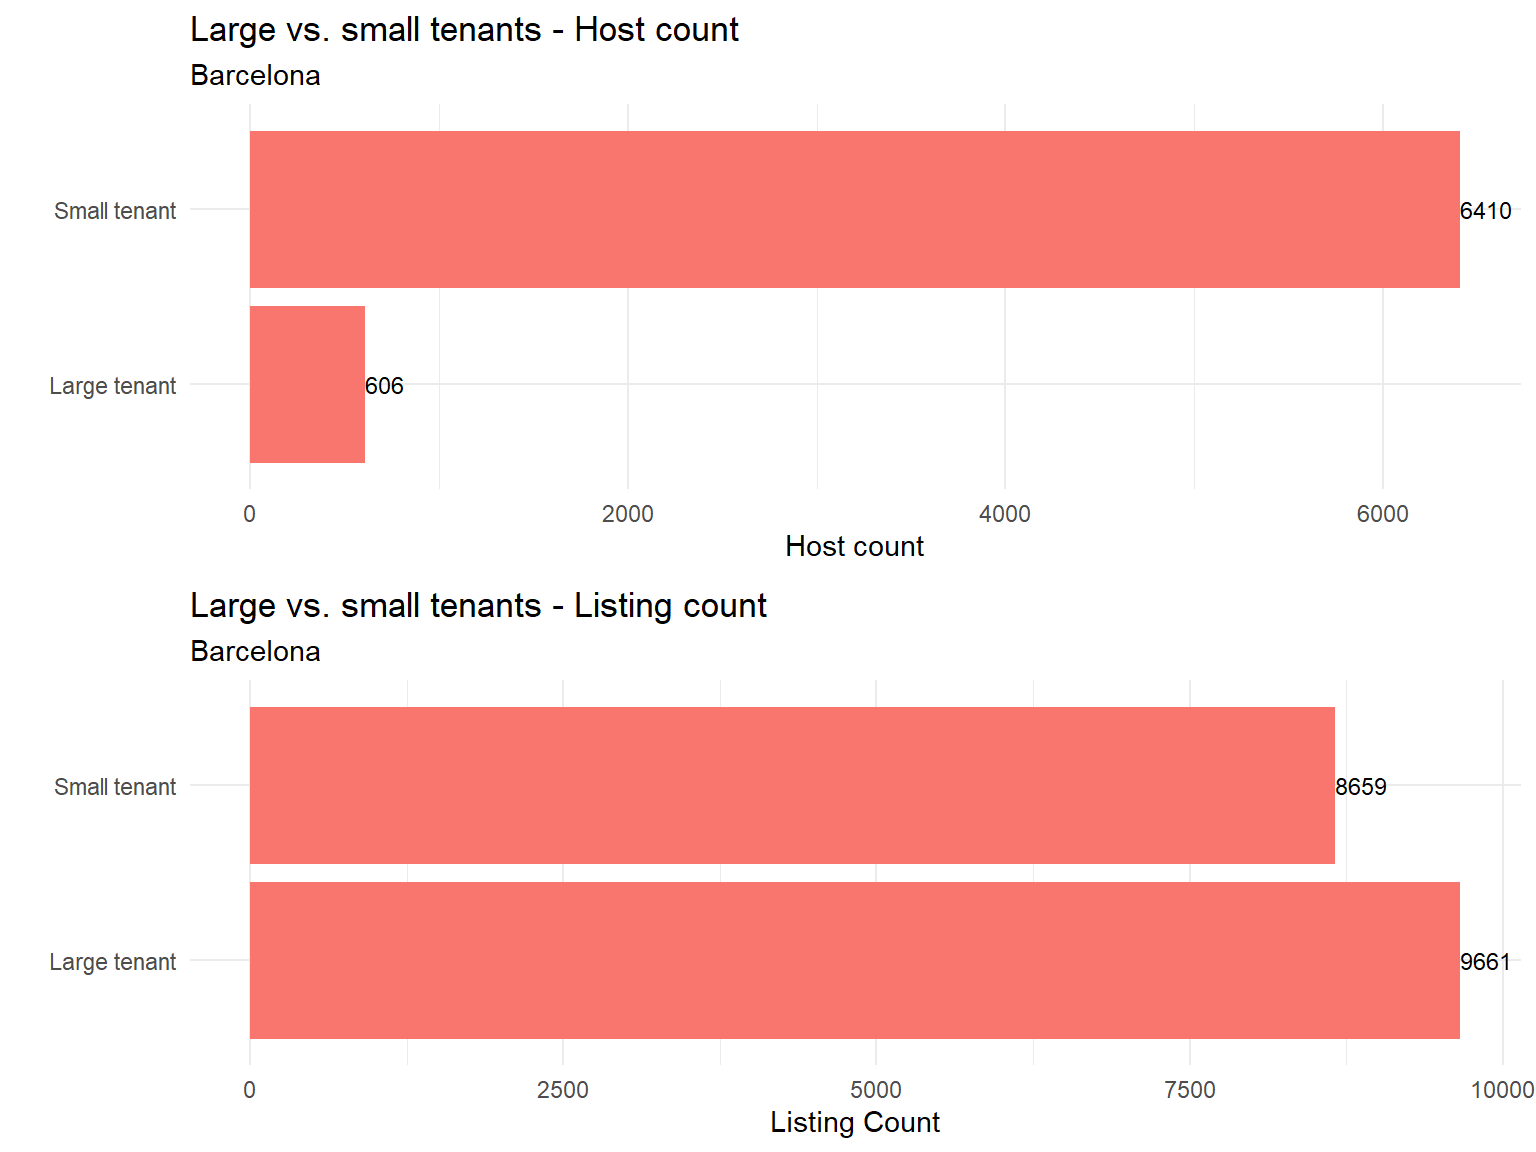 Large vs. small tenants - Host count
Barcelona
Small tenant
6410
Large tenant
606
0 2000 4000 6000
Host count
Large vs. small tenants - Listing count
Barcelona
Small tenant
8659
Large tenant
9661
0 2500 5000 7500 10000
Listing Count